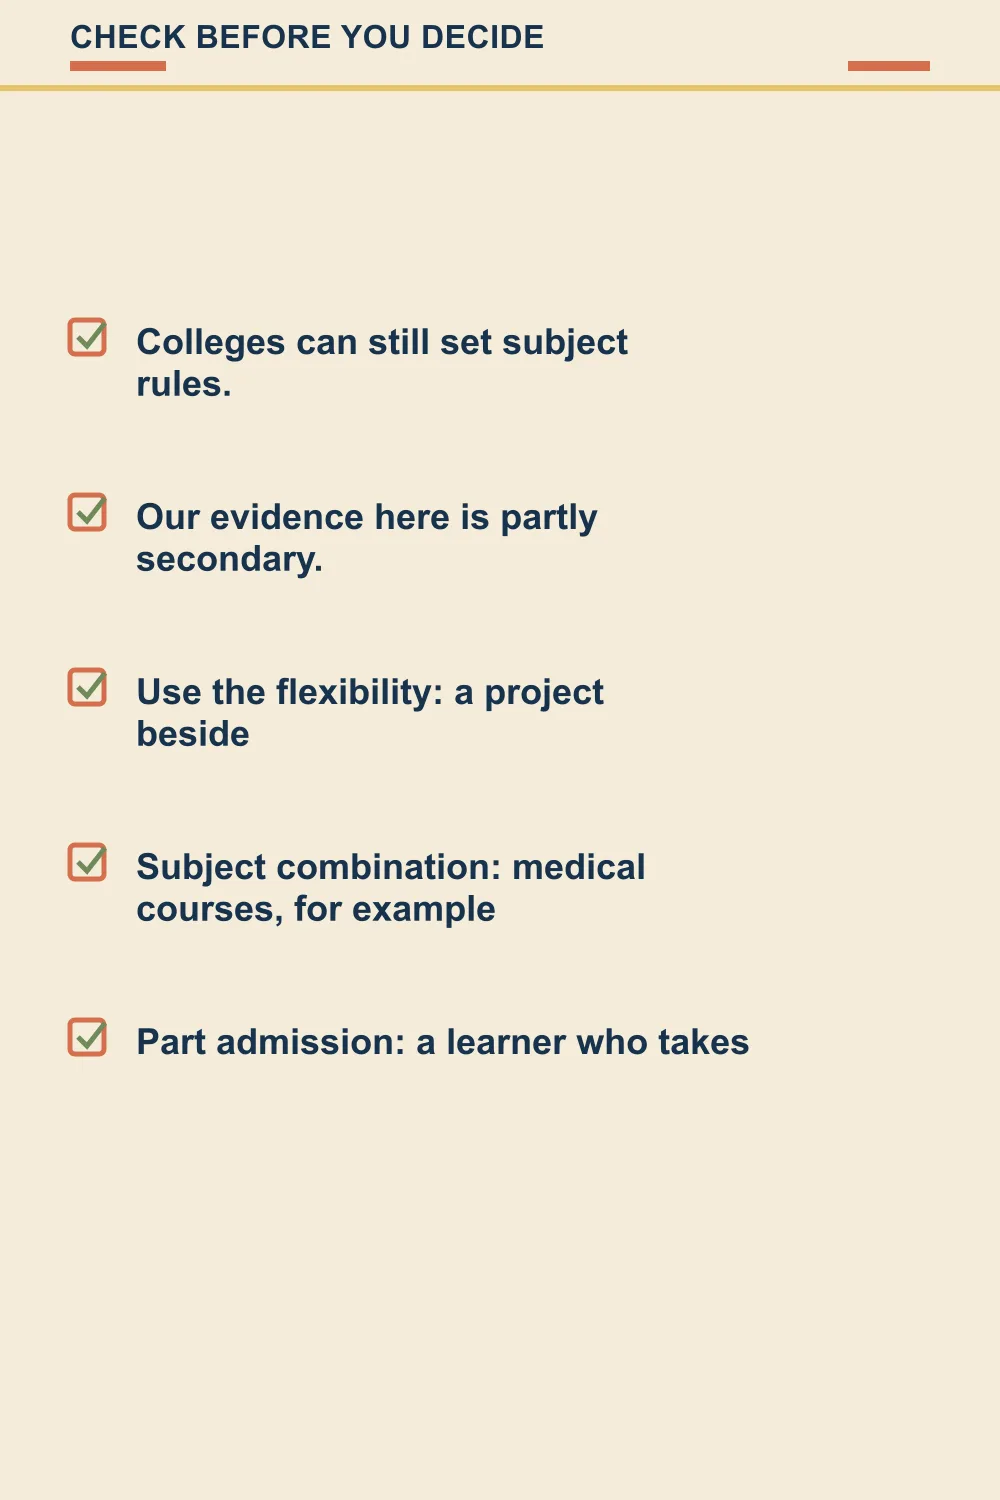 CHECK BEFORE YOU DECIDE
Colleges can still set subject
rules.
Our evidence here is partly
secondary.
Use the flexibility: a project
beside
Subject combination: medical
courses, for example
Part admission: a learner who takes